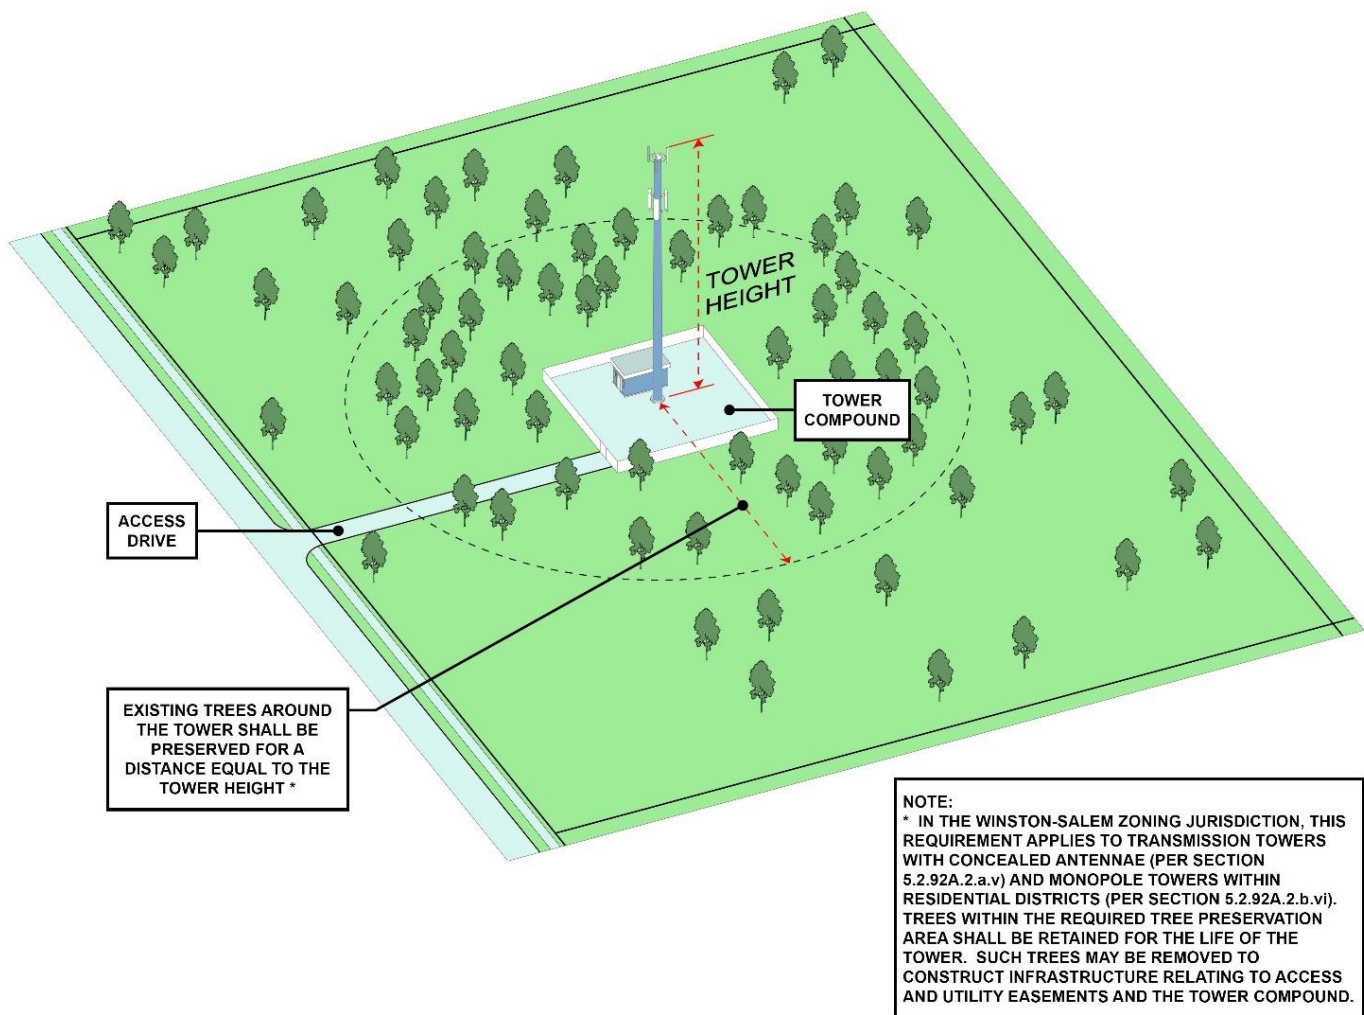 TOWER
HEIGHT
TOWER
COMPOUND
ACCESS
DRIVE
EXISTING TREES AROUND
THE TOWER SHALL BE
PRESERVED FOR A
DISTANCE EQUAL TO THE
TOWER HEIGHT *
NOTE:
* IN THE WINSTON-SALEM ZONING JURISDICTION, THIS
REQUIREMENT APPLIES TO TRANSMISSION TOWERS
WITH CONCEALED ANTENNAE (PER SECTION
5.2.92A.2.a.v) AND MONOPOLE TOWERS WITHIN
RESIDENTIAL DISTRICTS (PER SECTION 5.2.92A.2.b.vi).
TREES WITHIN THE REQUIRED TREE PRESERVATION
AREA SHALL BE RETAINED FOR THE LIFE OF THE
TOWER. SUCH TREES MAY BE REMOVED TO
CONSTRUCT INFRASTRUCTURE RELATING TO ACCESS
AND UTILITY EASEMENTS AND THE TOWER COMPOUND.